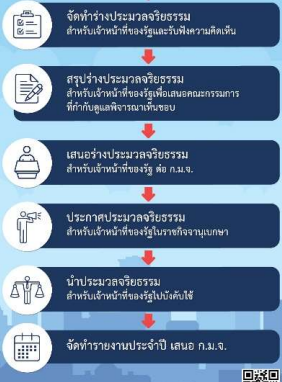 จัดทำร่างประมวลจริยธรรม
สำหรับเจ้าหน้าที่ของรัฐและรับฟังความคิดเห็น
สรุปร่างประมวลจริยธรรม
สำหรับเจ้าหน้าที่ของรัฐเพื่อเสนอคณะกรรมการ
ที่กำกับดูแลพิจารณาเห็นชอบ
เสนอร่างประมวลจริยธรรม
สำหรับเจ้าหน้าที่ของรัฐ ต่อ ก.ม.จ.
ประกาศประมวลจริยธรรม
สำหรับเจ้าหน้าที่ของรัฐในราชกิจจานุเบกษา
นำประมวลจริยธรรม
สำหรับเจ้าหน้าที่ของรัฐไปบังคับใช้
จัดทำรายงานประจำปี เสนอ ก.ม.จ.